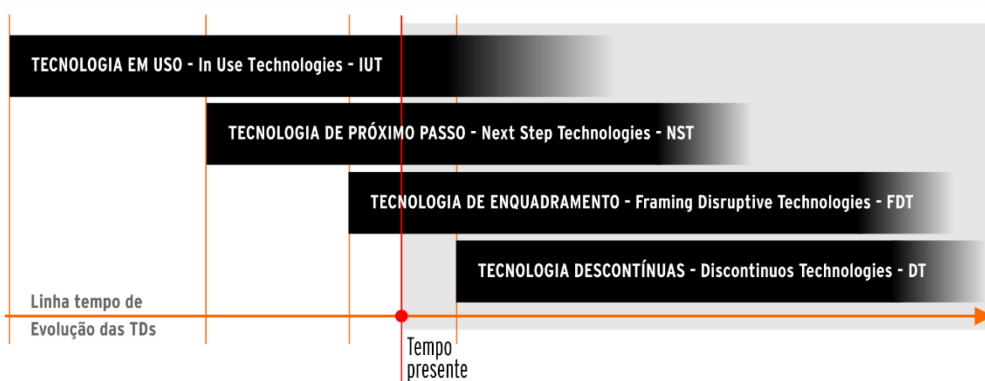 TECNOLOGIA EM USO - In Use Technologies - IUT
TECNOLOGIA DE PRÓXIMO PASSO - Next Step Technologies - NST
TECNOLOGIA DE ENQUADRAMENTO - Framing Disruptive Technologies - FDT
TECNOLOGIA DESCONTÍNUAS - Discontinuos Technologies - DT
Linha tempo de
Evolução das TDs
Tempo
presente